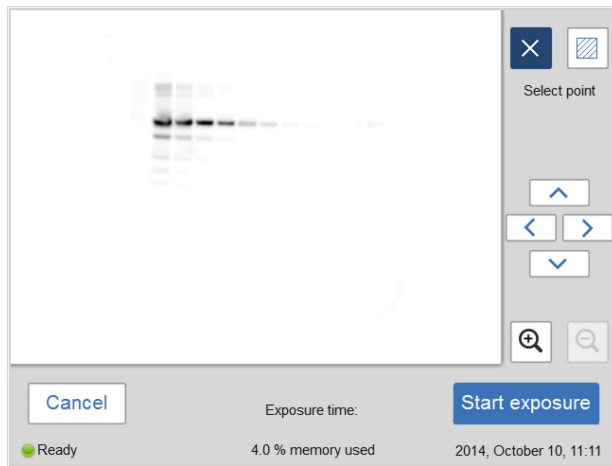 Select point
Cancel
Exposure time:
Start exposure
Ready
4.0 % memory used
2014, October 10, 11:11